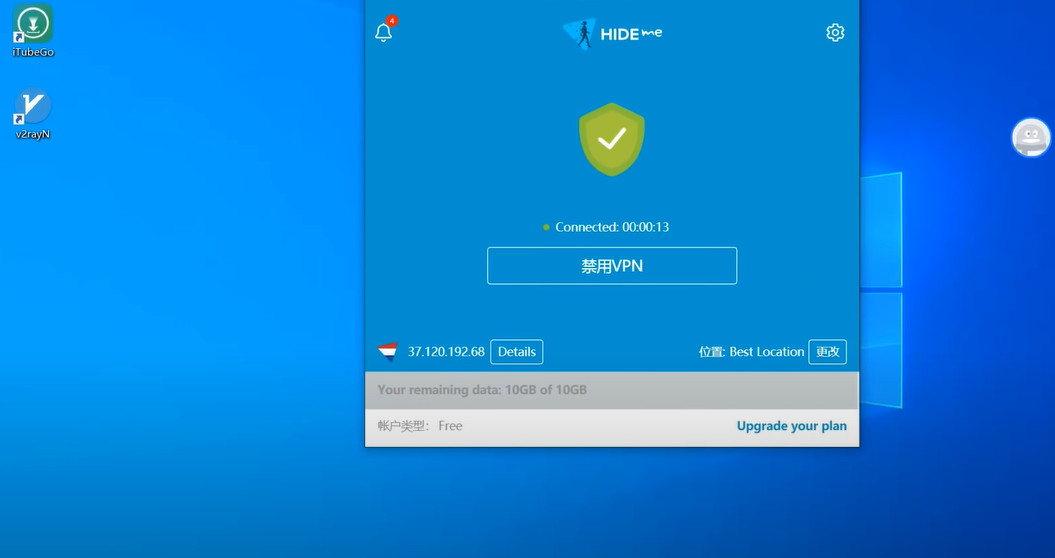 iTubeGo
v2rayN
4
HIDE me
Connected: 00:00:13
禁用VPN
37.120.192.68 Details 位置: Best Location 更改
Your remaining data: 10GB of 10GB
帐户类型: Free Upgrade your plan